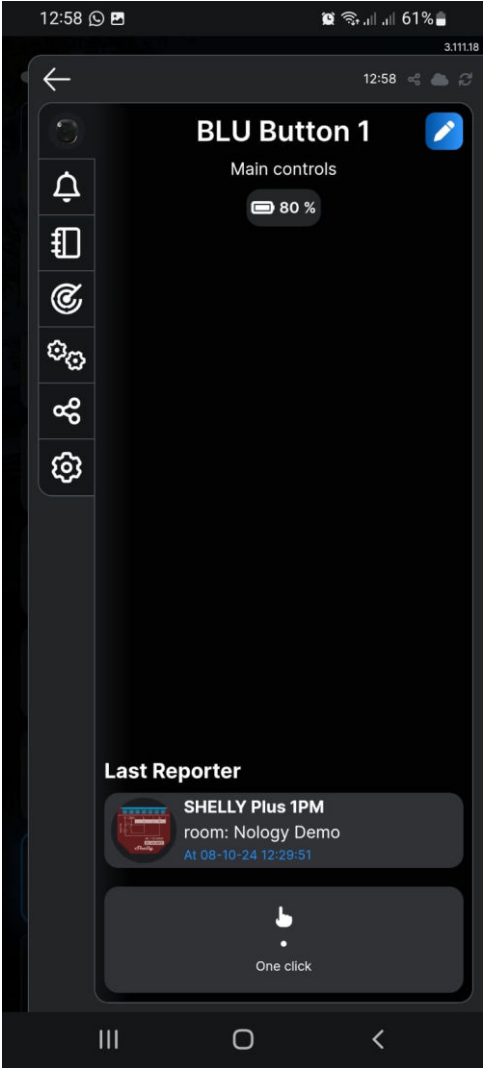 12:58
61%
3.111.18
12:58
BLU Button 1
Main controls
80 %
Last Reporter
SHELLY Plus 1PM
room: Nology Demo
At 08-10-24 12:29:51
One click